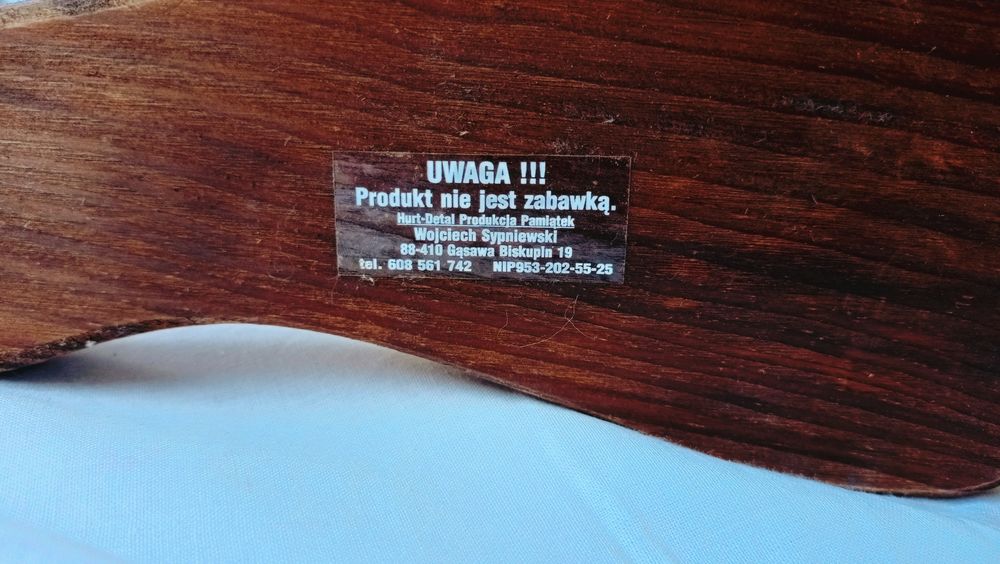 UWAGA !!!
Produkt nie jest zabawką.
Hurt-Detal Produkcja Pamiątek
Wojciech Sypniewski
88-410 Gąsawa Biskupin 19
tel. 608 561 742 NIP953-202-55-25